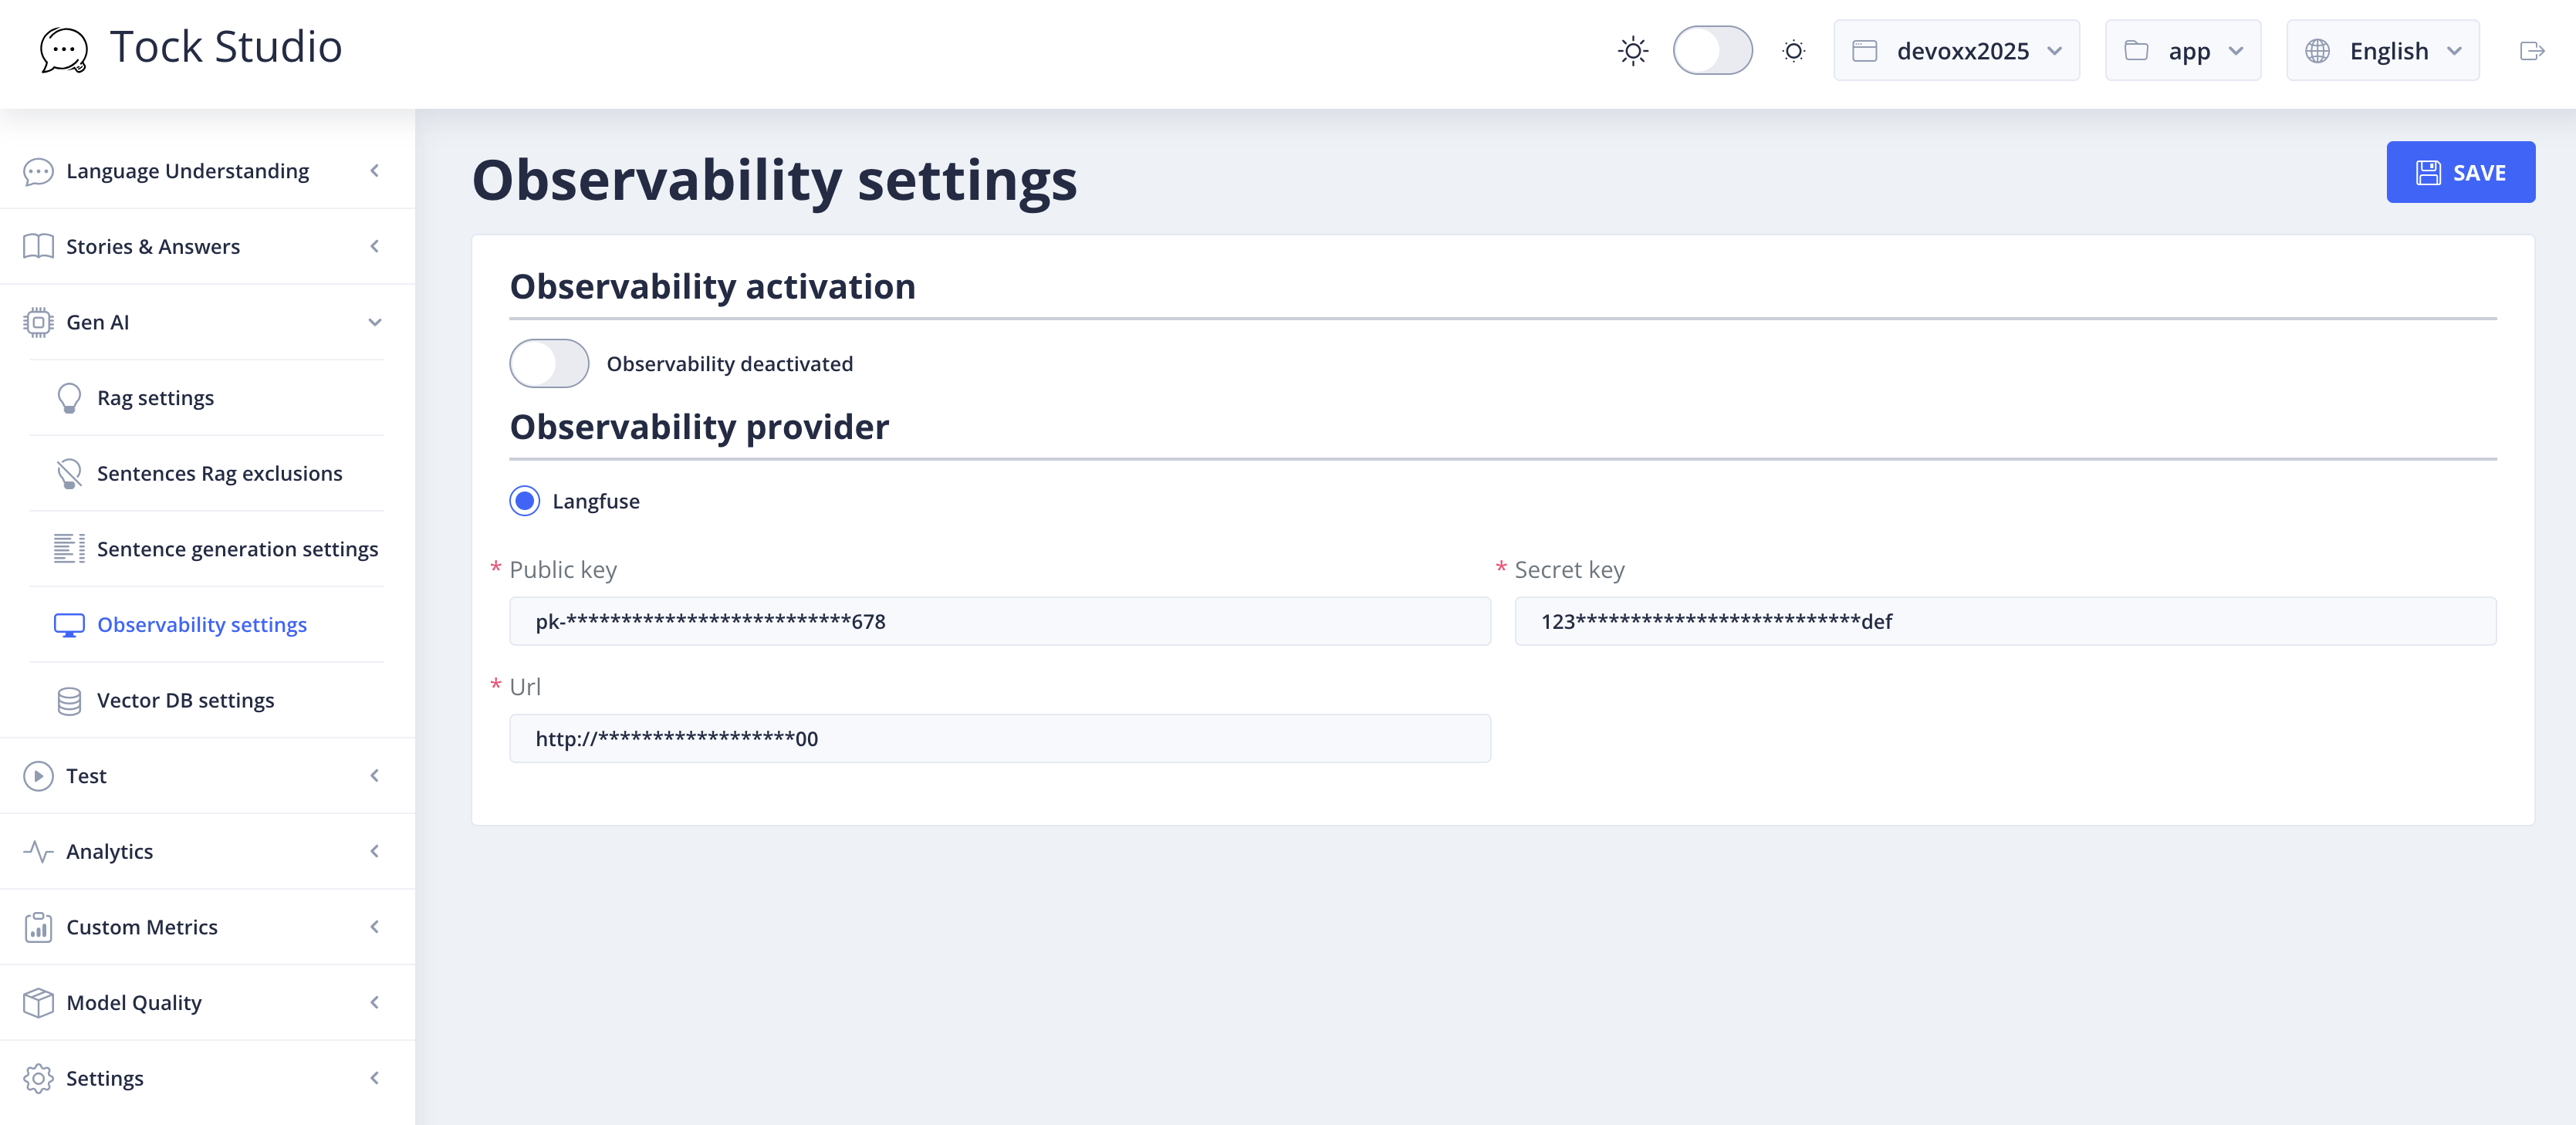 Tock Studio
devoxx2025
app
English
Language Understanding
Stories & Answers
Gen AI
Rag settings
Sentences Rag exclusions
Sentence generation settings
Observability settings
Vector DB settings
Test
Analytics
Custom Metrics
Model Quality
Settings
Observability settings
SAVE
Observability activation
Observability deactivated
Observability provider
Langfuse
* Public key
pk-**************************678
* Secret key
123**************************def
* Url
http://******************00